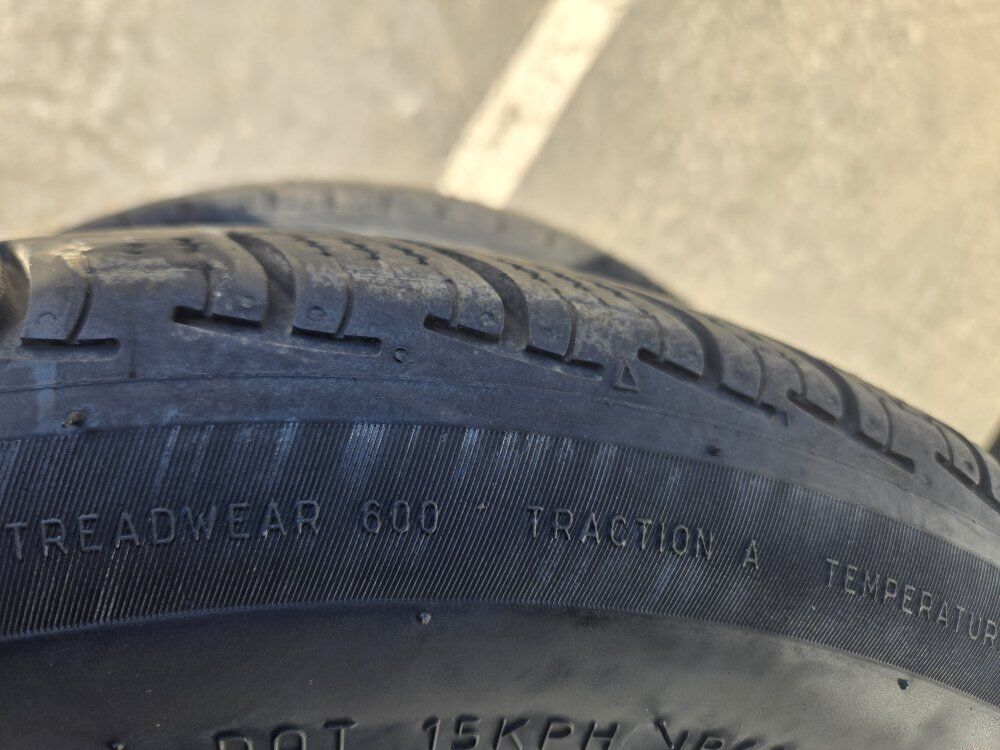 TREADWEAR 600 TRACTION A TEMPERATUR
DOT 15KPH